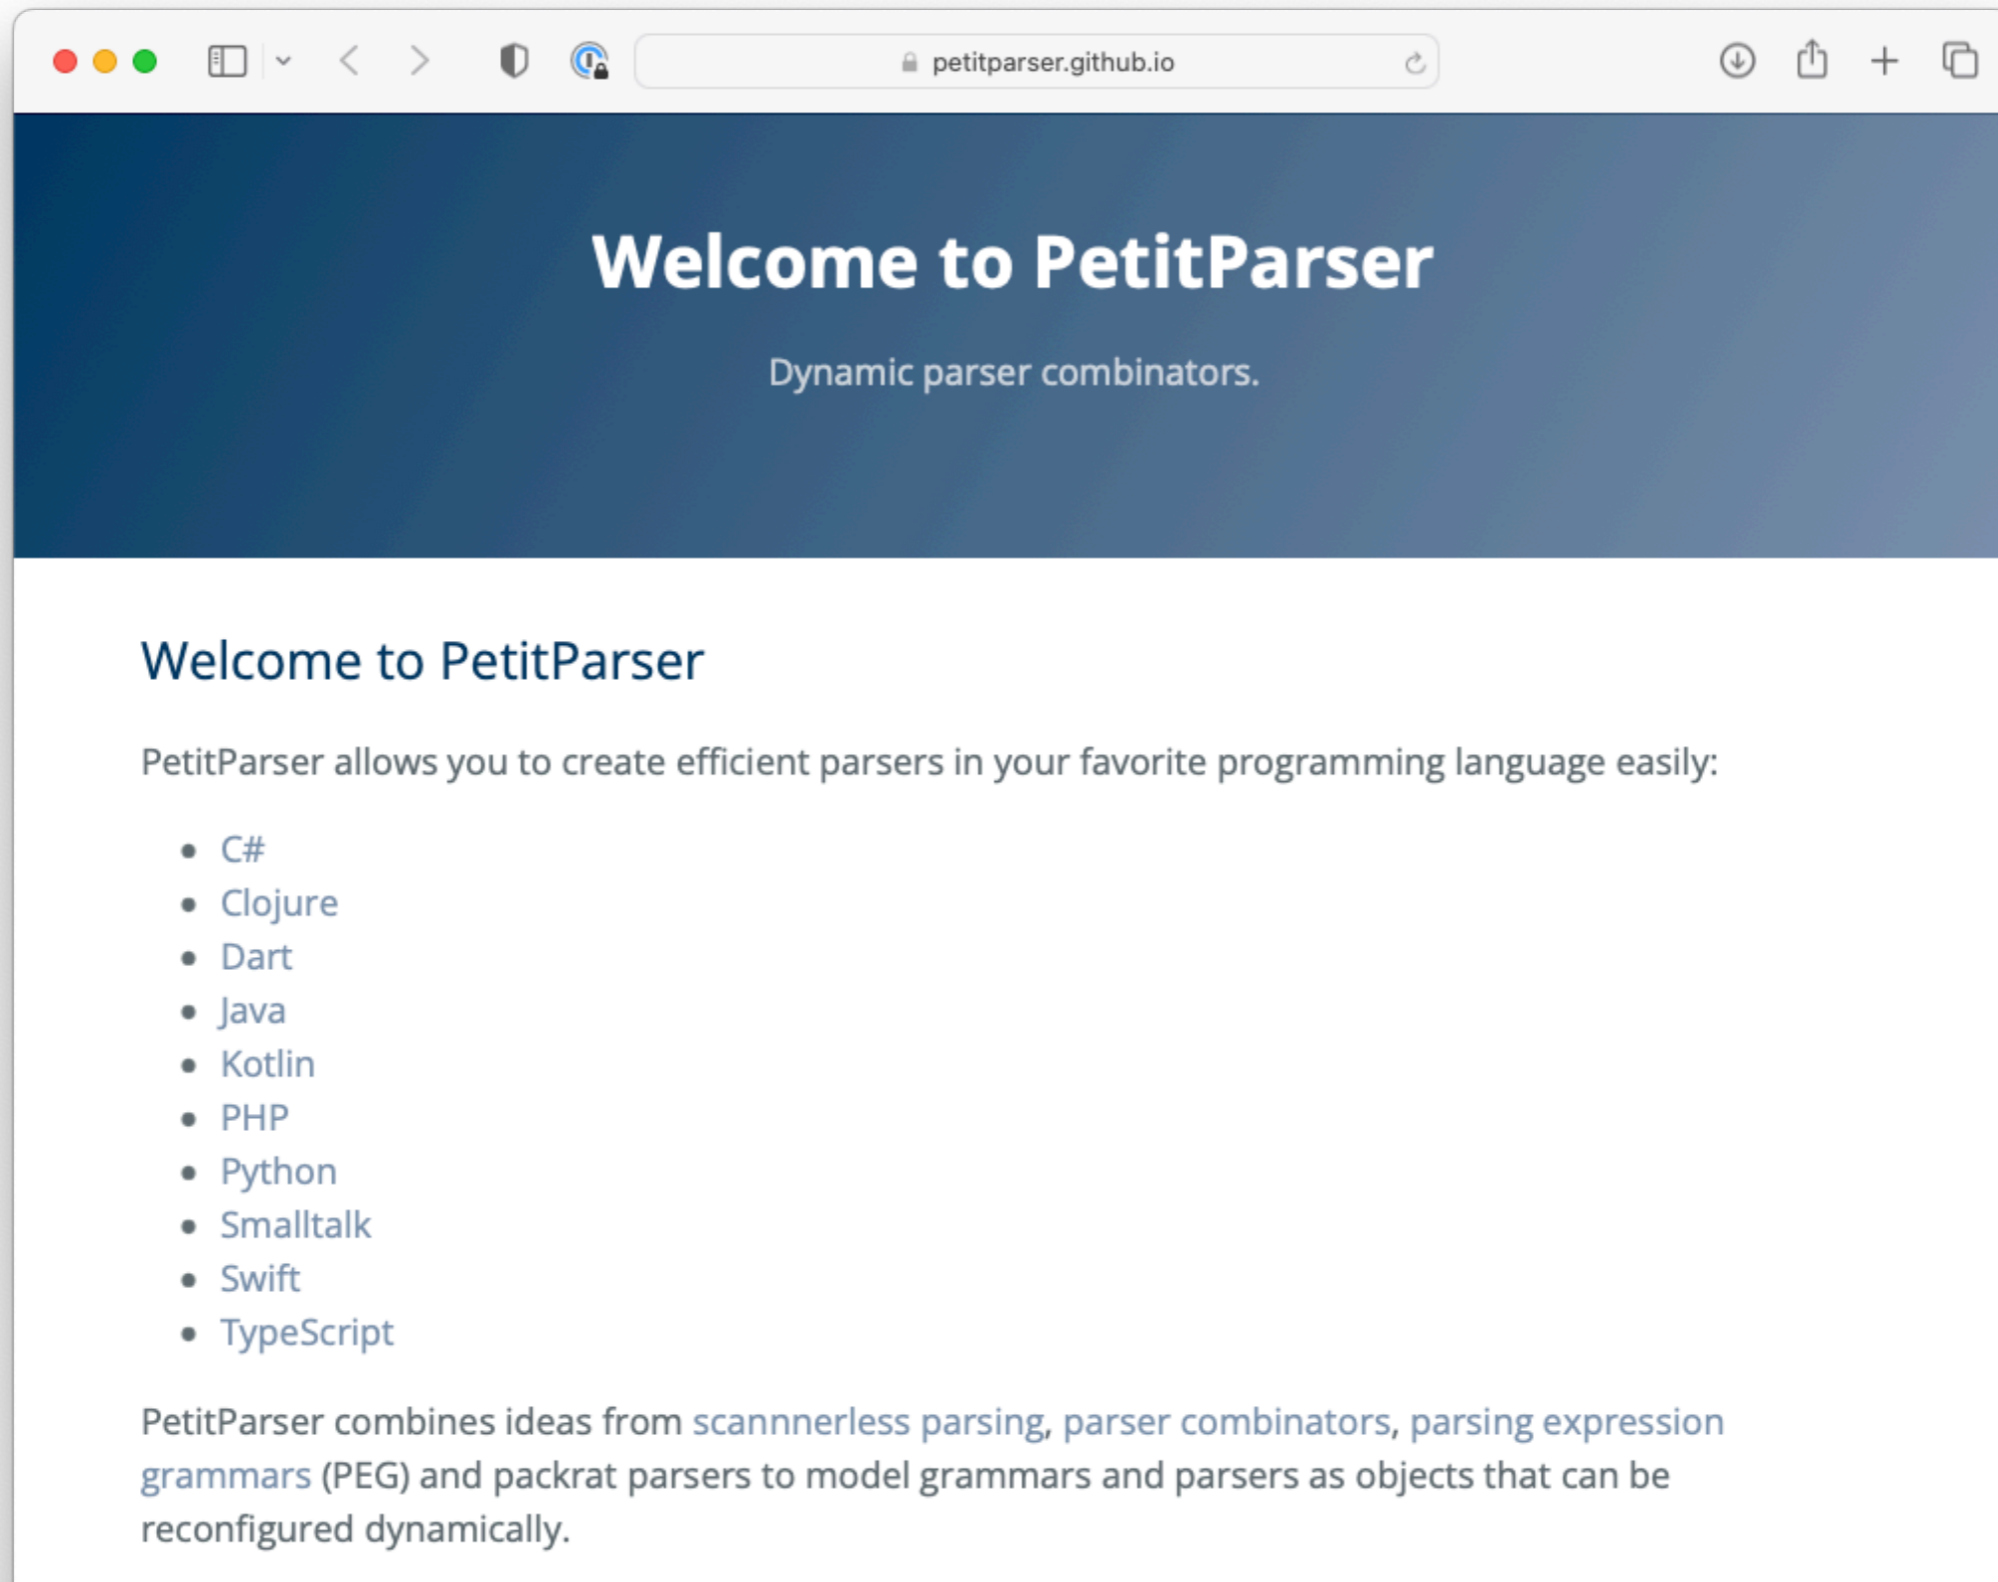 petitparser.github.io
Welcome to PetitParser
Dynamic parser combinators.
Welcome to PetitParser
PetitParser allows you to create efficient parsers in your favorite programming language easily:
C#
Clojure
Dart
Java
Kotlin
PHP
Python
Smalltalk
Swift
TypeScript
PetitParser combines ideas from scannnerless parsing, parser combinators, parsing expression
grammars (PEG) and packrat parsers to model grammars and parsers as objects that can be
reconfigured dynamically.